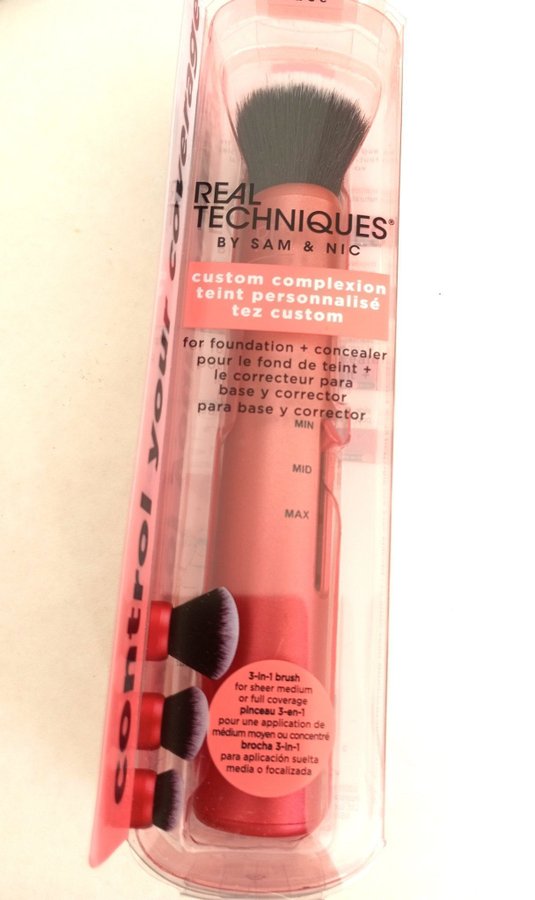 REAL
TECHNIQUES®
BY SAM & NIC
custom complexion
teint personnalisé
tez custom
for foundation + concealer
pour le fond de teint +
le correcteur para
base y corrector
para base y corrector
MIN
MID
MAX
control your coverage
3-in-1 brush
for sheer medium
or full coverage
pinceau 3-en-1
pour une application de
médium moyen ou concentré
brocha 3-in-1
para aplicación suelta
media o focalizada